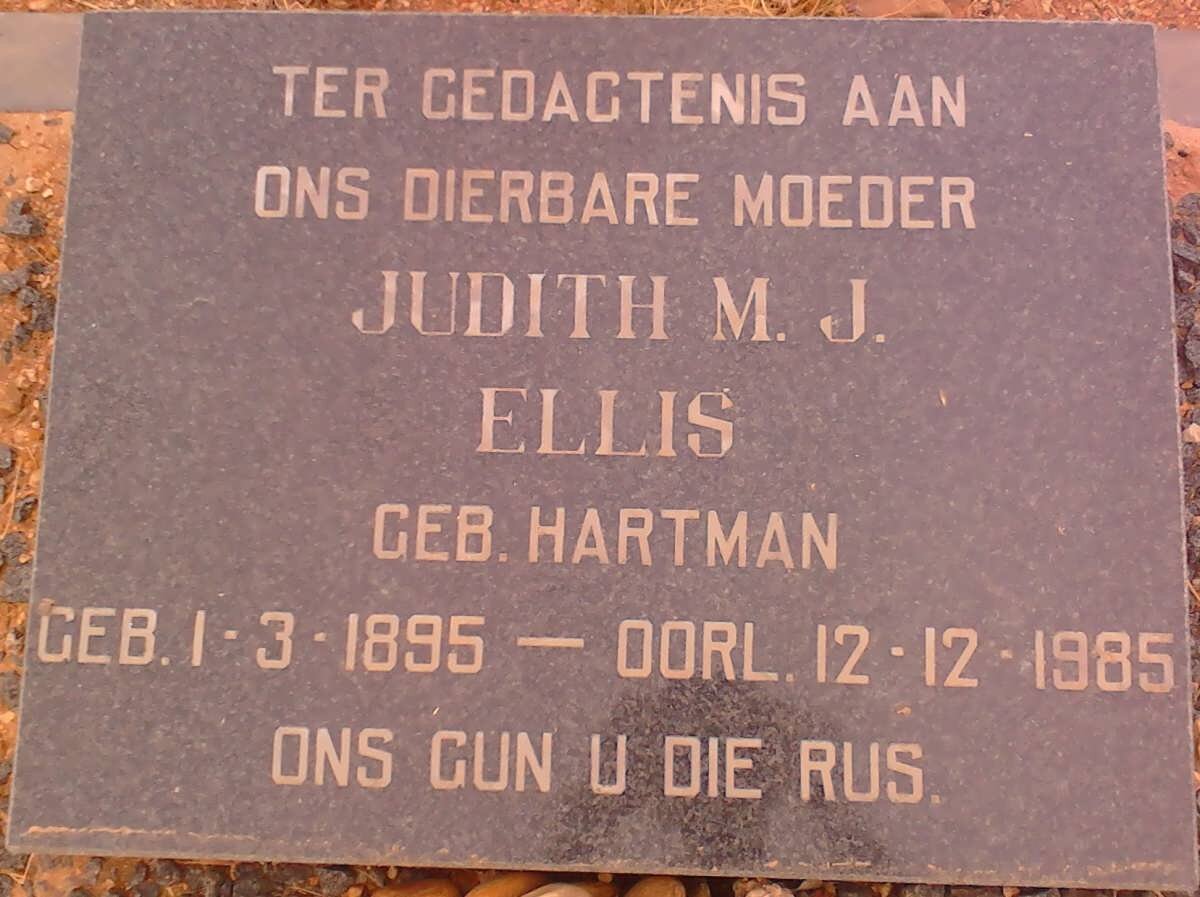 TER GEDAGTENIS AAN
ONS DIERBARE MOEDER
JUDITH M. J.
ELLIS
GEB. HARTMAN
GEB. 1-3-1895 — OORL. 12-12-1985
ONS GUN U DIE RUS.